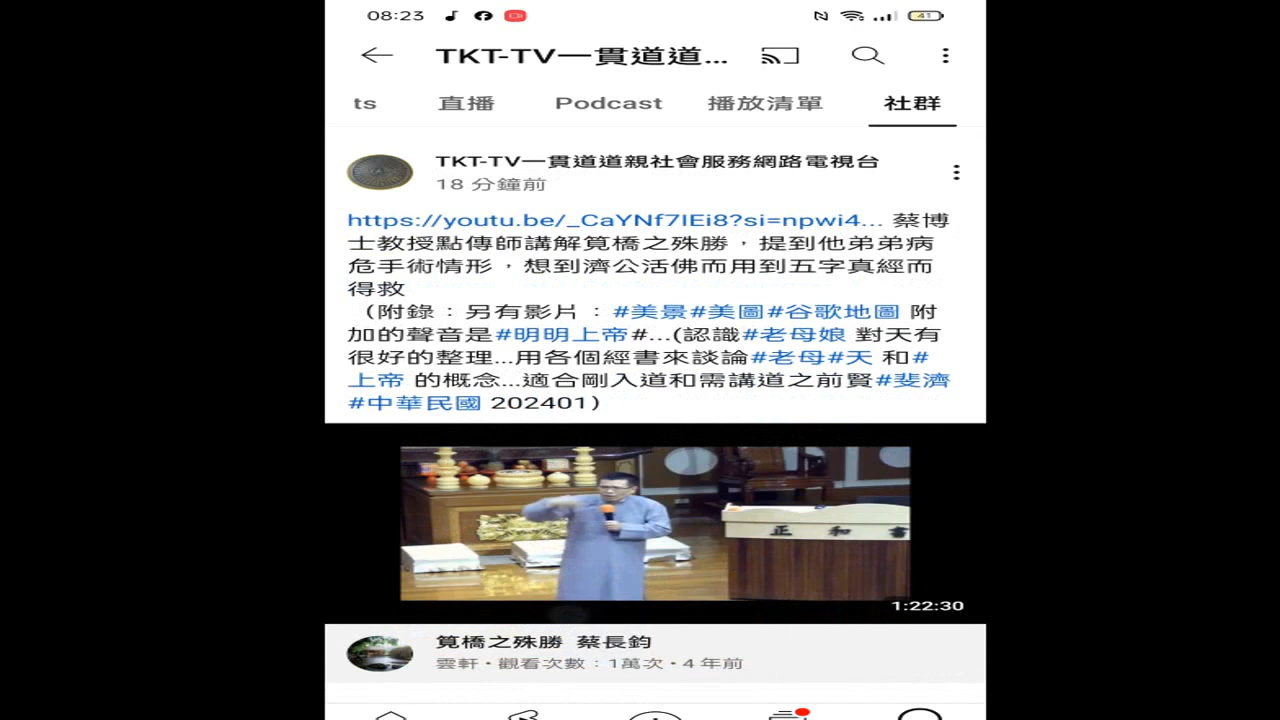 08:23
41
TKT-TV一貫道道...
ts 直播 Podcast 播放清單 社群
TKT-TV一貫道道親社會服務網路電視台
18 分鐘前
https://youtu.be/_CaYNf7IEi8?si=npwi4... 蔡博
士教授點傳師講解筧橋之殊勝，提到他弟弟病
危手術情形，想到濟公活佛而用到五字真經而
得救
（附錄：另有影片：#美景#美圖#谷歌地圖 附
加的聲音是#明明上帝#...(認識#老母娘 對天有
很好的整理...用各個經書來談論#老母#天 和#
上帝 的概念...適合剛入道和需講道之前賢#斐濟
#中華民國 202401）
正和書
1:22:30
筧橋之殊勝 蔡長鈞
雲軒・觀看次數：1萬次・4 年前